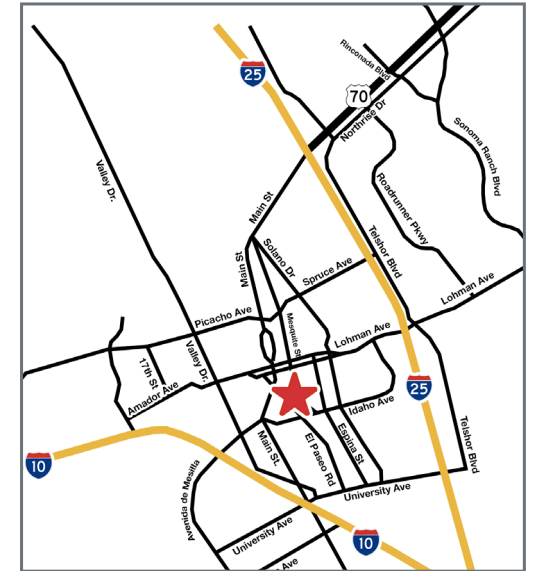 Rinconada Blvd
25
70
Northrise Dr
Sonoma Ranch Blvd
Valley Dr.
Roadrunner Pkwy
Main St
Telshor Blvd
Solano Dr
Main St
Spruce Ave
Lohman Ave
Picacho Ave
Mesquite St
Lohman Ave
Valley Dr.
17th St
25
Amador Ave
Idaho Ave
Main St.
El Paseo Rd
Espina St
Telshor Blvd
10
Avenida de Mesilla
University Ave
University Ave
10